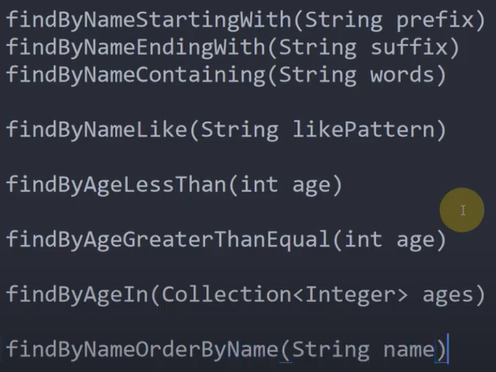 findByNameStartingWith(String prefix)
findByNameEndingWith(String suffix)
findByNameContaining(String words)
findByNameLike(String likePattern)
findByAgeLessThan(int age)
findByAgeGreaterThanEqual(int age)
findByAgeIn(Collection<Integer> ages)
findByNameOrderByName(String name)